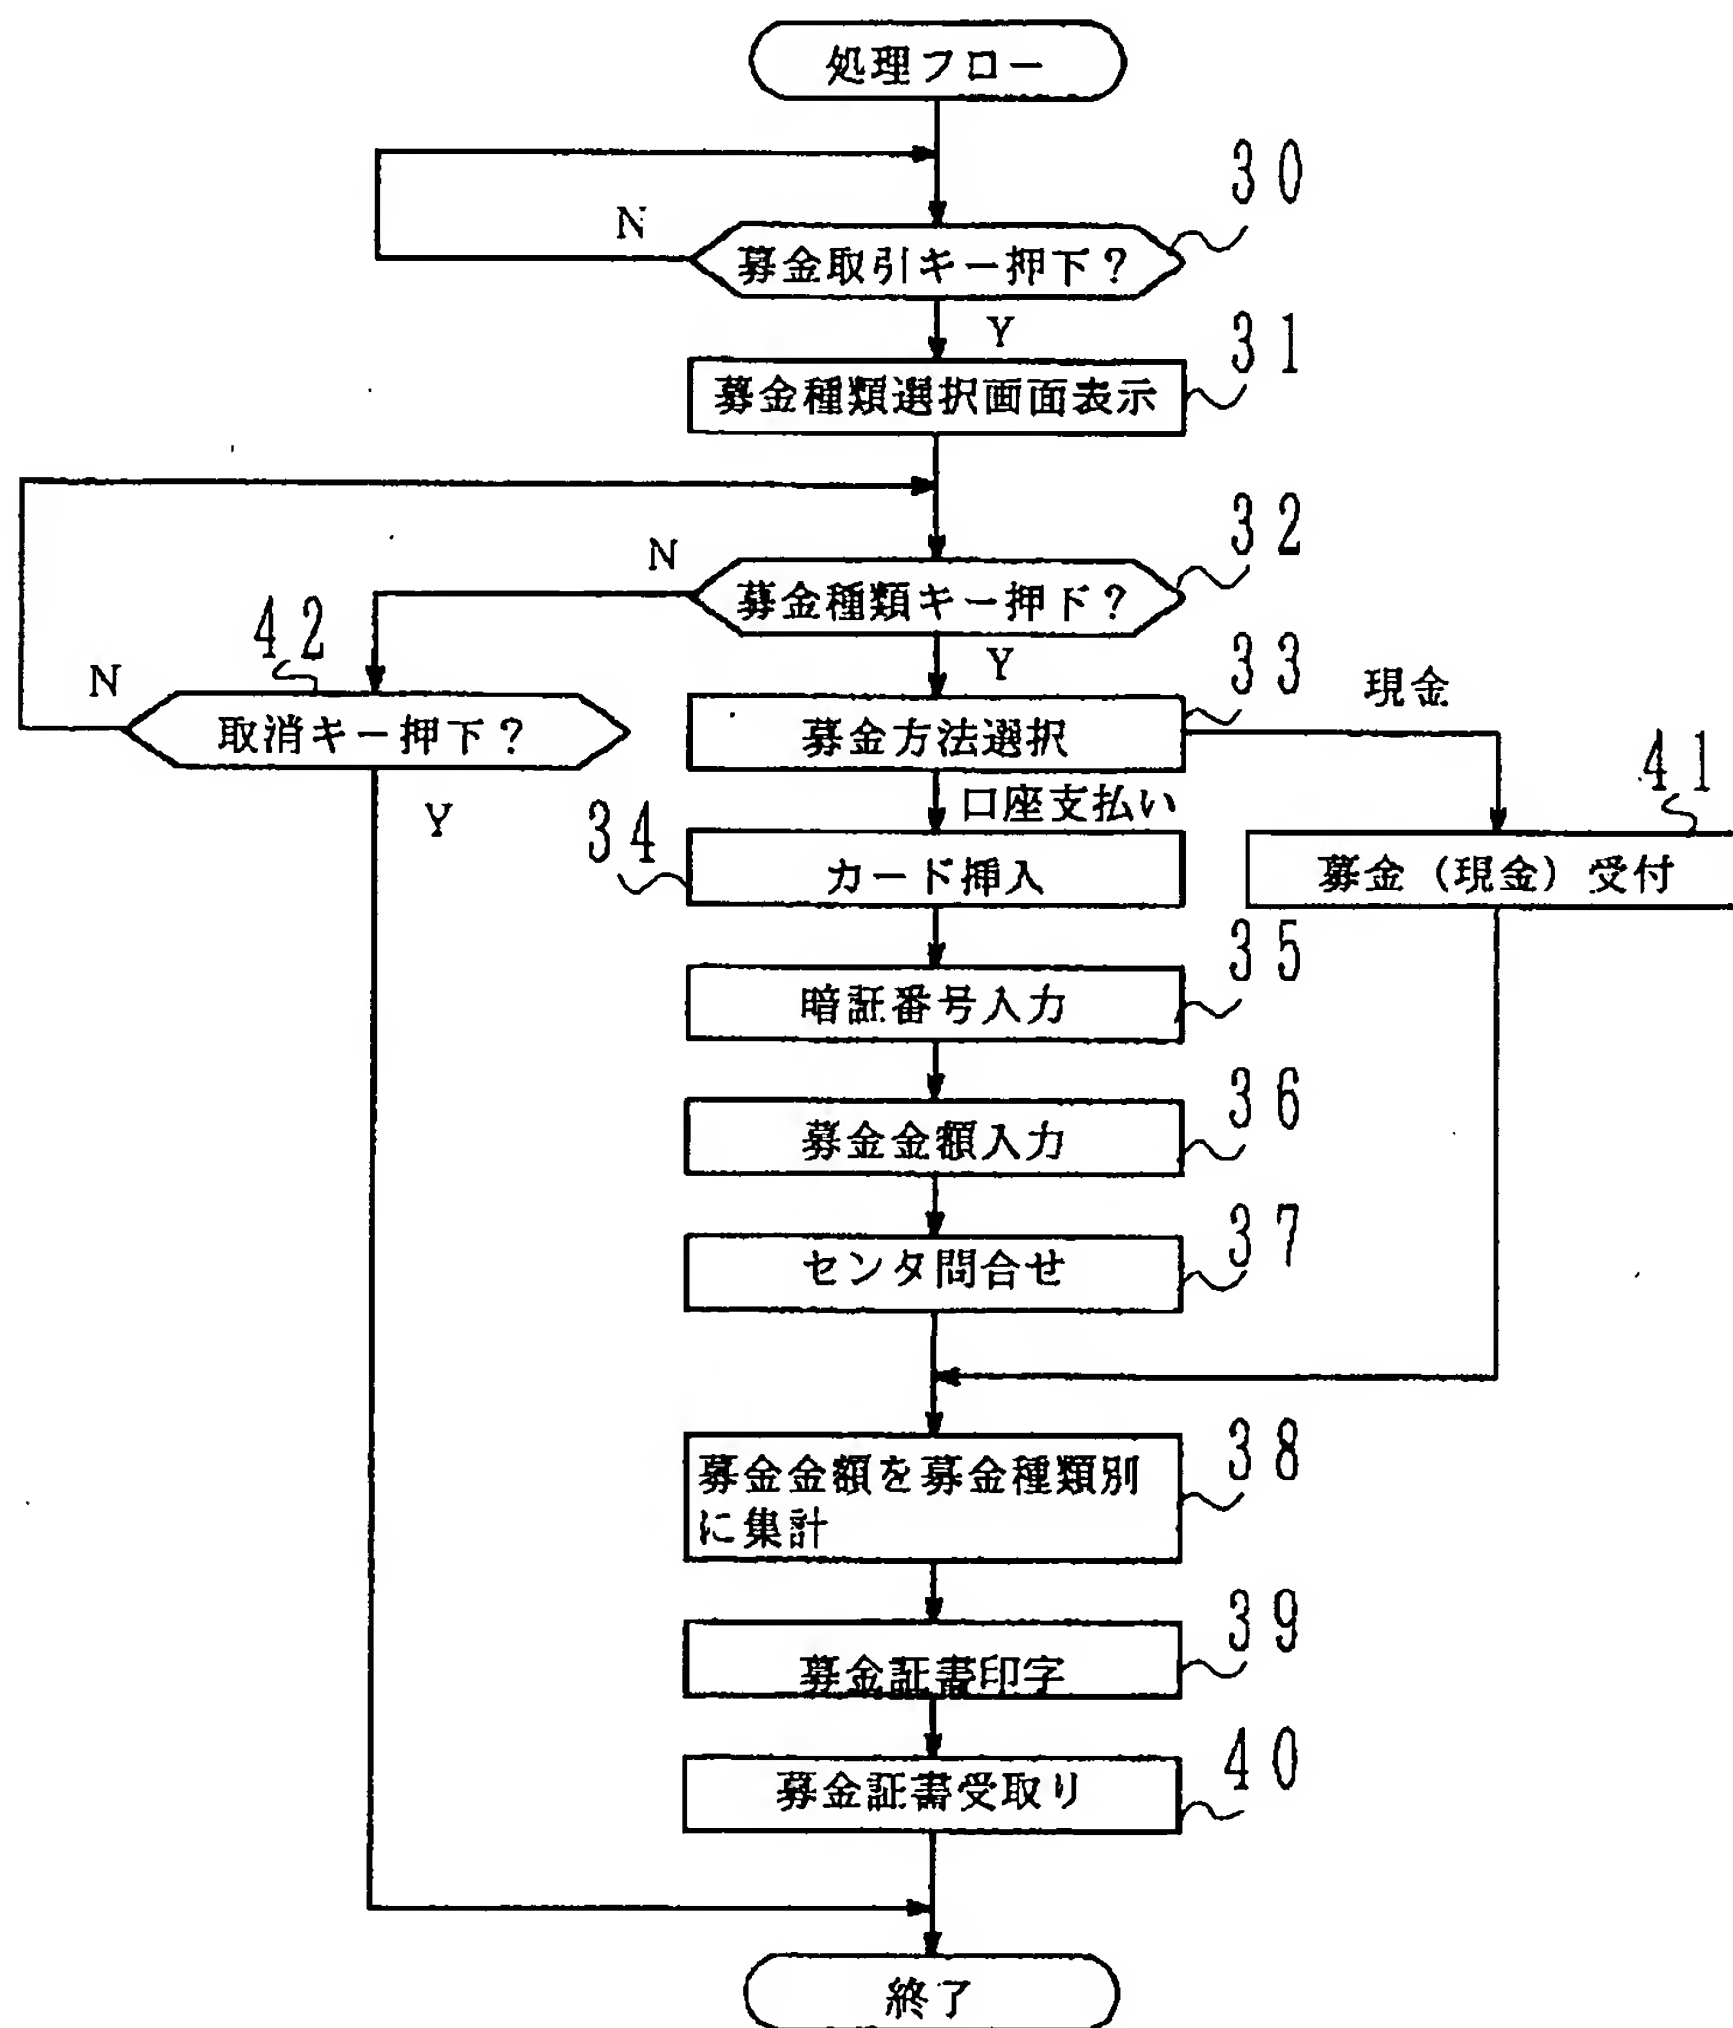 処理フロー
30
N
募金取引キー押下?
Y
31
募金種類選択画面表示
32
N
募金種類キー押下?
42
Y
33
N
現金
取消キー押下?
募金方法選択
41
Y
口座支払い
34
カード挿入
募金(現金)受付
35
暗証番号入力
36
募金金額入力
37
センタ問合せ
38
募金金額を募金種類別
に集計
39
募金証書印字
40
募金証書受取り
終了